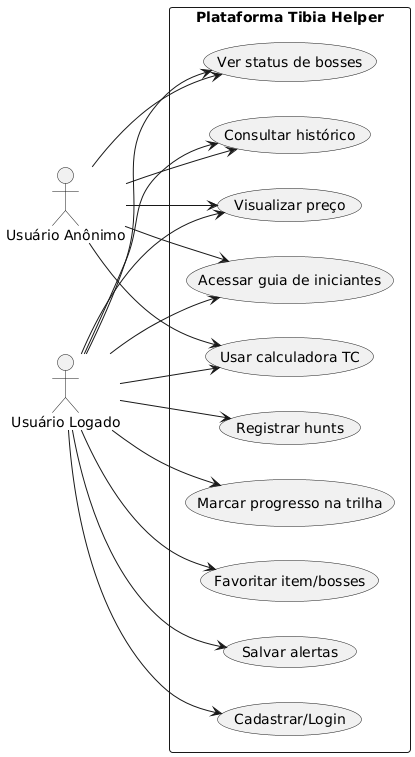 Plataforma Tibia Helper
Ver status de bosses
Consultar histórico
Visualizar preço
Usuário Anônimo
Acessar guia de iniciantes
Usar calculadora TC
Usuário Logado
Registrar hunts
Marcar progresso na trilha
Favoritar item/bosses
Salvar alertas
Cadastrar/Login